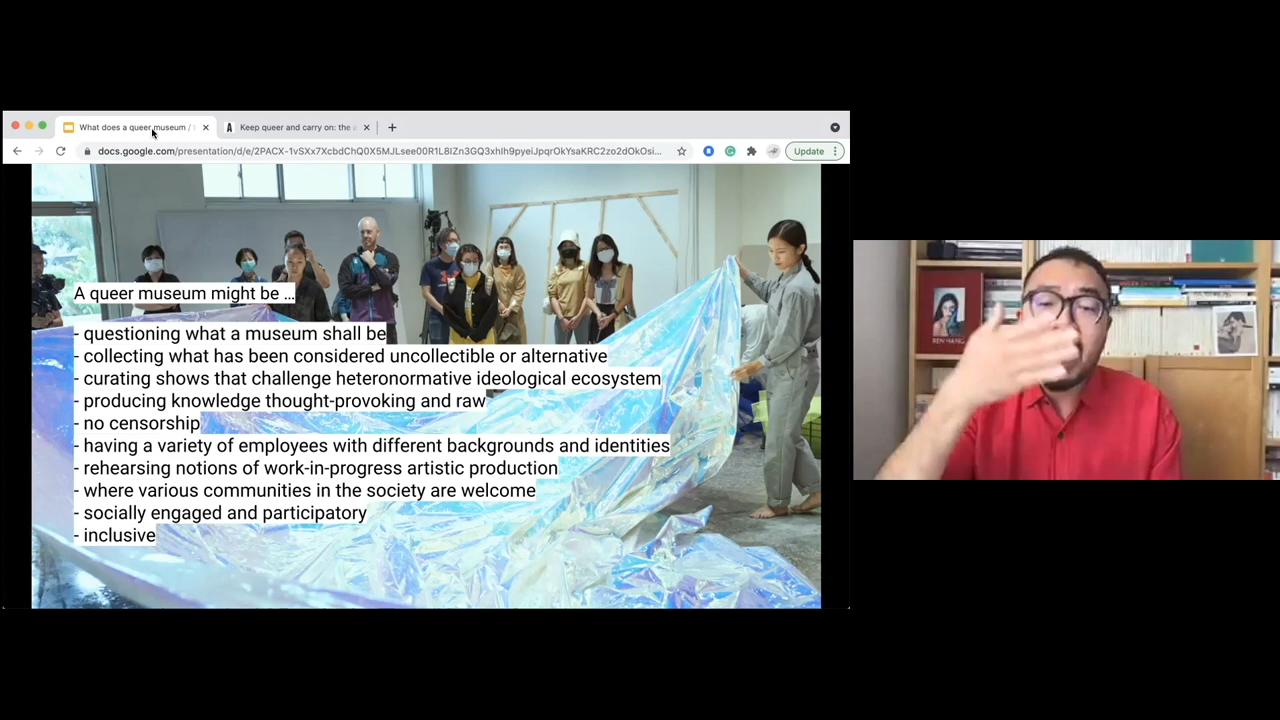 What does a queer museum /
Keep queer and carry on: the a
docs.google.com/presentation/d/e/2PACX-1vSXx7XcbdChQ0X5MJLsee00R1L8IZn3GQ3xhIh9pyeiJpqrOkYsaKRC2zo2dOkOsi...
Update
A queer museum might be ...
- questioning what a museum shall be
- collecting what has been considered uncollectible or alternative
- curating shows that challenge heteronormative ideological ecosystem
- producing knowledge thought-provoking and raw
- no censorship
- having a variety of employees with different backgrounds and identities
- rehearsing notions of work-in-progress artistic production
- where various communities in the society are welcome
- socially engaged and participatory
- inclusive
REN HANG